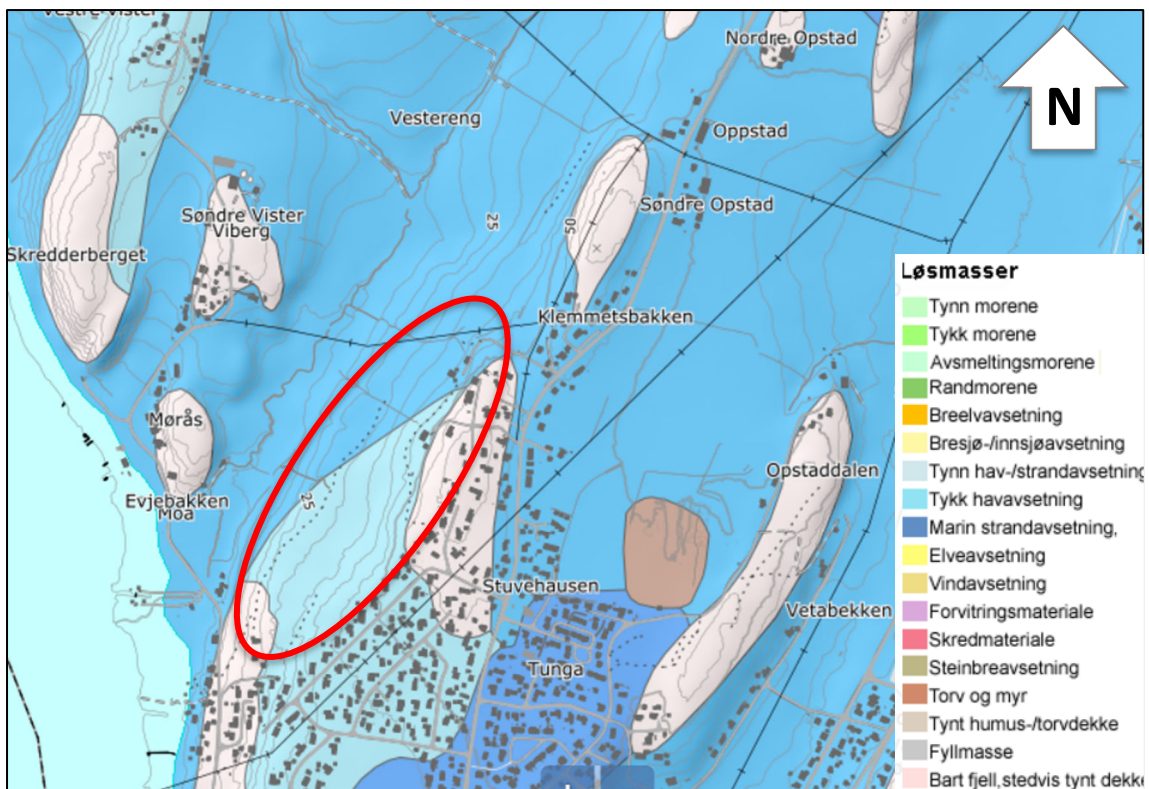 Vestre Vister
Nordre Opstad
N
Vestereng
Oppstad
Søndre Opstad
Søndre Vister
Viberg
25
50
Skredderberget
Klemmetsbakken
Mørås
Evjebakken
Moa
25
Opstaddalen
Stuvehausen
Vetabekken
Tunga
Løsmasser
Tynn morene
Tykk morene
Avsmeltingsmorene
Randmorene
Breelvavsetning
Bresjø-/innsjøavsetning
Tynn hav-/strandavsetning
Tykk havavsetning
Marin strandavsetning,
Elveavsetning
Vindavsetning
Forvitringsmateriale
Skredmateriale
Steinbreavsetning
Torv og myr
Tynt humus-/torvdekke
Fyllmasse
Bart fjell,stedvis tynt dekke